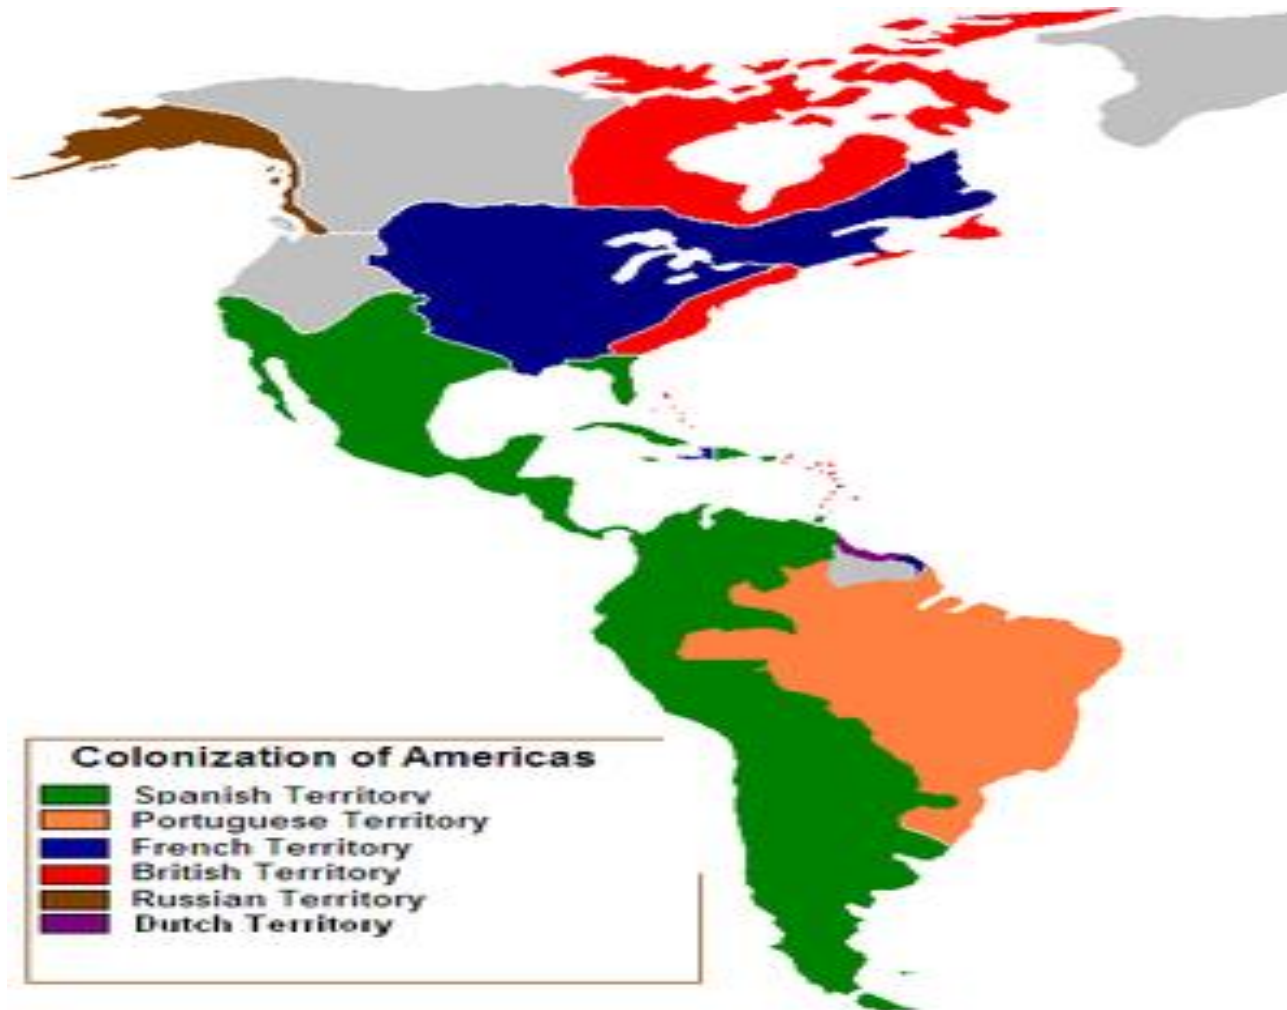 Colonization of Americas
Spanish Territory
Portuguese Territory
French Territory
British Territory
Russian Territory
Dutch Territory